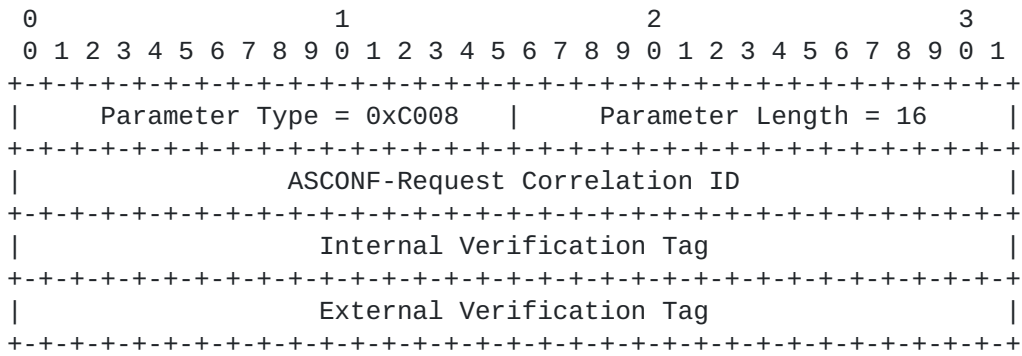 0                   1                   2                   3
 0 1 2 3 4 5 6 7 8 9 0 1 2 3 4 5 6 7 8 9 0 1 2 3 4 5 6 7 8 9 0 1
+-+-+-+-+-+-+-+-+-+-+-+-+-+-+-+-+-+-+-+-+-+-+-+-+-+-+-+-+-+-+-+-+
|     Parameter Type = 0xC008   |     Parameter Length = 16     |
+-+-+-+-+-+-+-+-+-+-+-+-+-+-+-+-+-+-+-+-+-+-+-+-+-+-+-+-+-+-+-+-+
|                 ASCONF-Request Correlation ID                 |
+-+-+-+-+-+-+-+-+-+-+-+-+-+-+-+-+-+-+-+-+-+-+-+-+-+-+-+-+-+-+-+-+
|                   Internal Verification Tag                   |
+-+-+-+-+-+-+-+-+-+-+-+-+-+-+-+-+-+-+-+-+-+-+-+-+-+-+-+-+-+-+-+-+
|                   External Verification Tag                   |
+-+-+-+-+-+-+-+-+-+-+-+-+-+-+-+-+-+-+-+-+-+-+-+-+-+-+-+-+-+-+-+-+